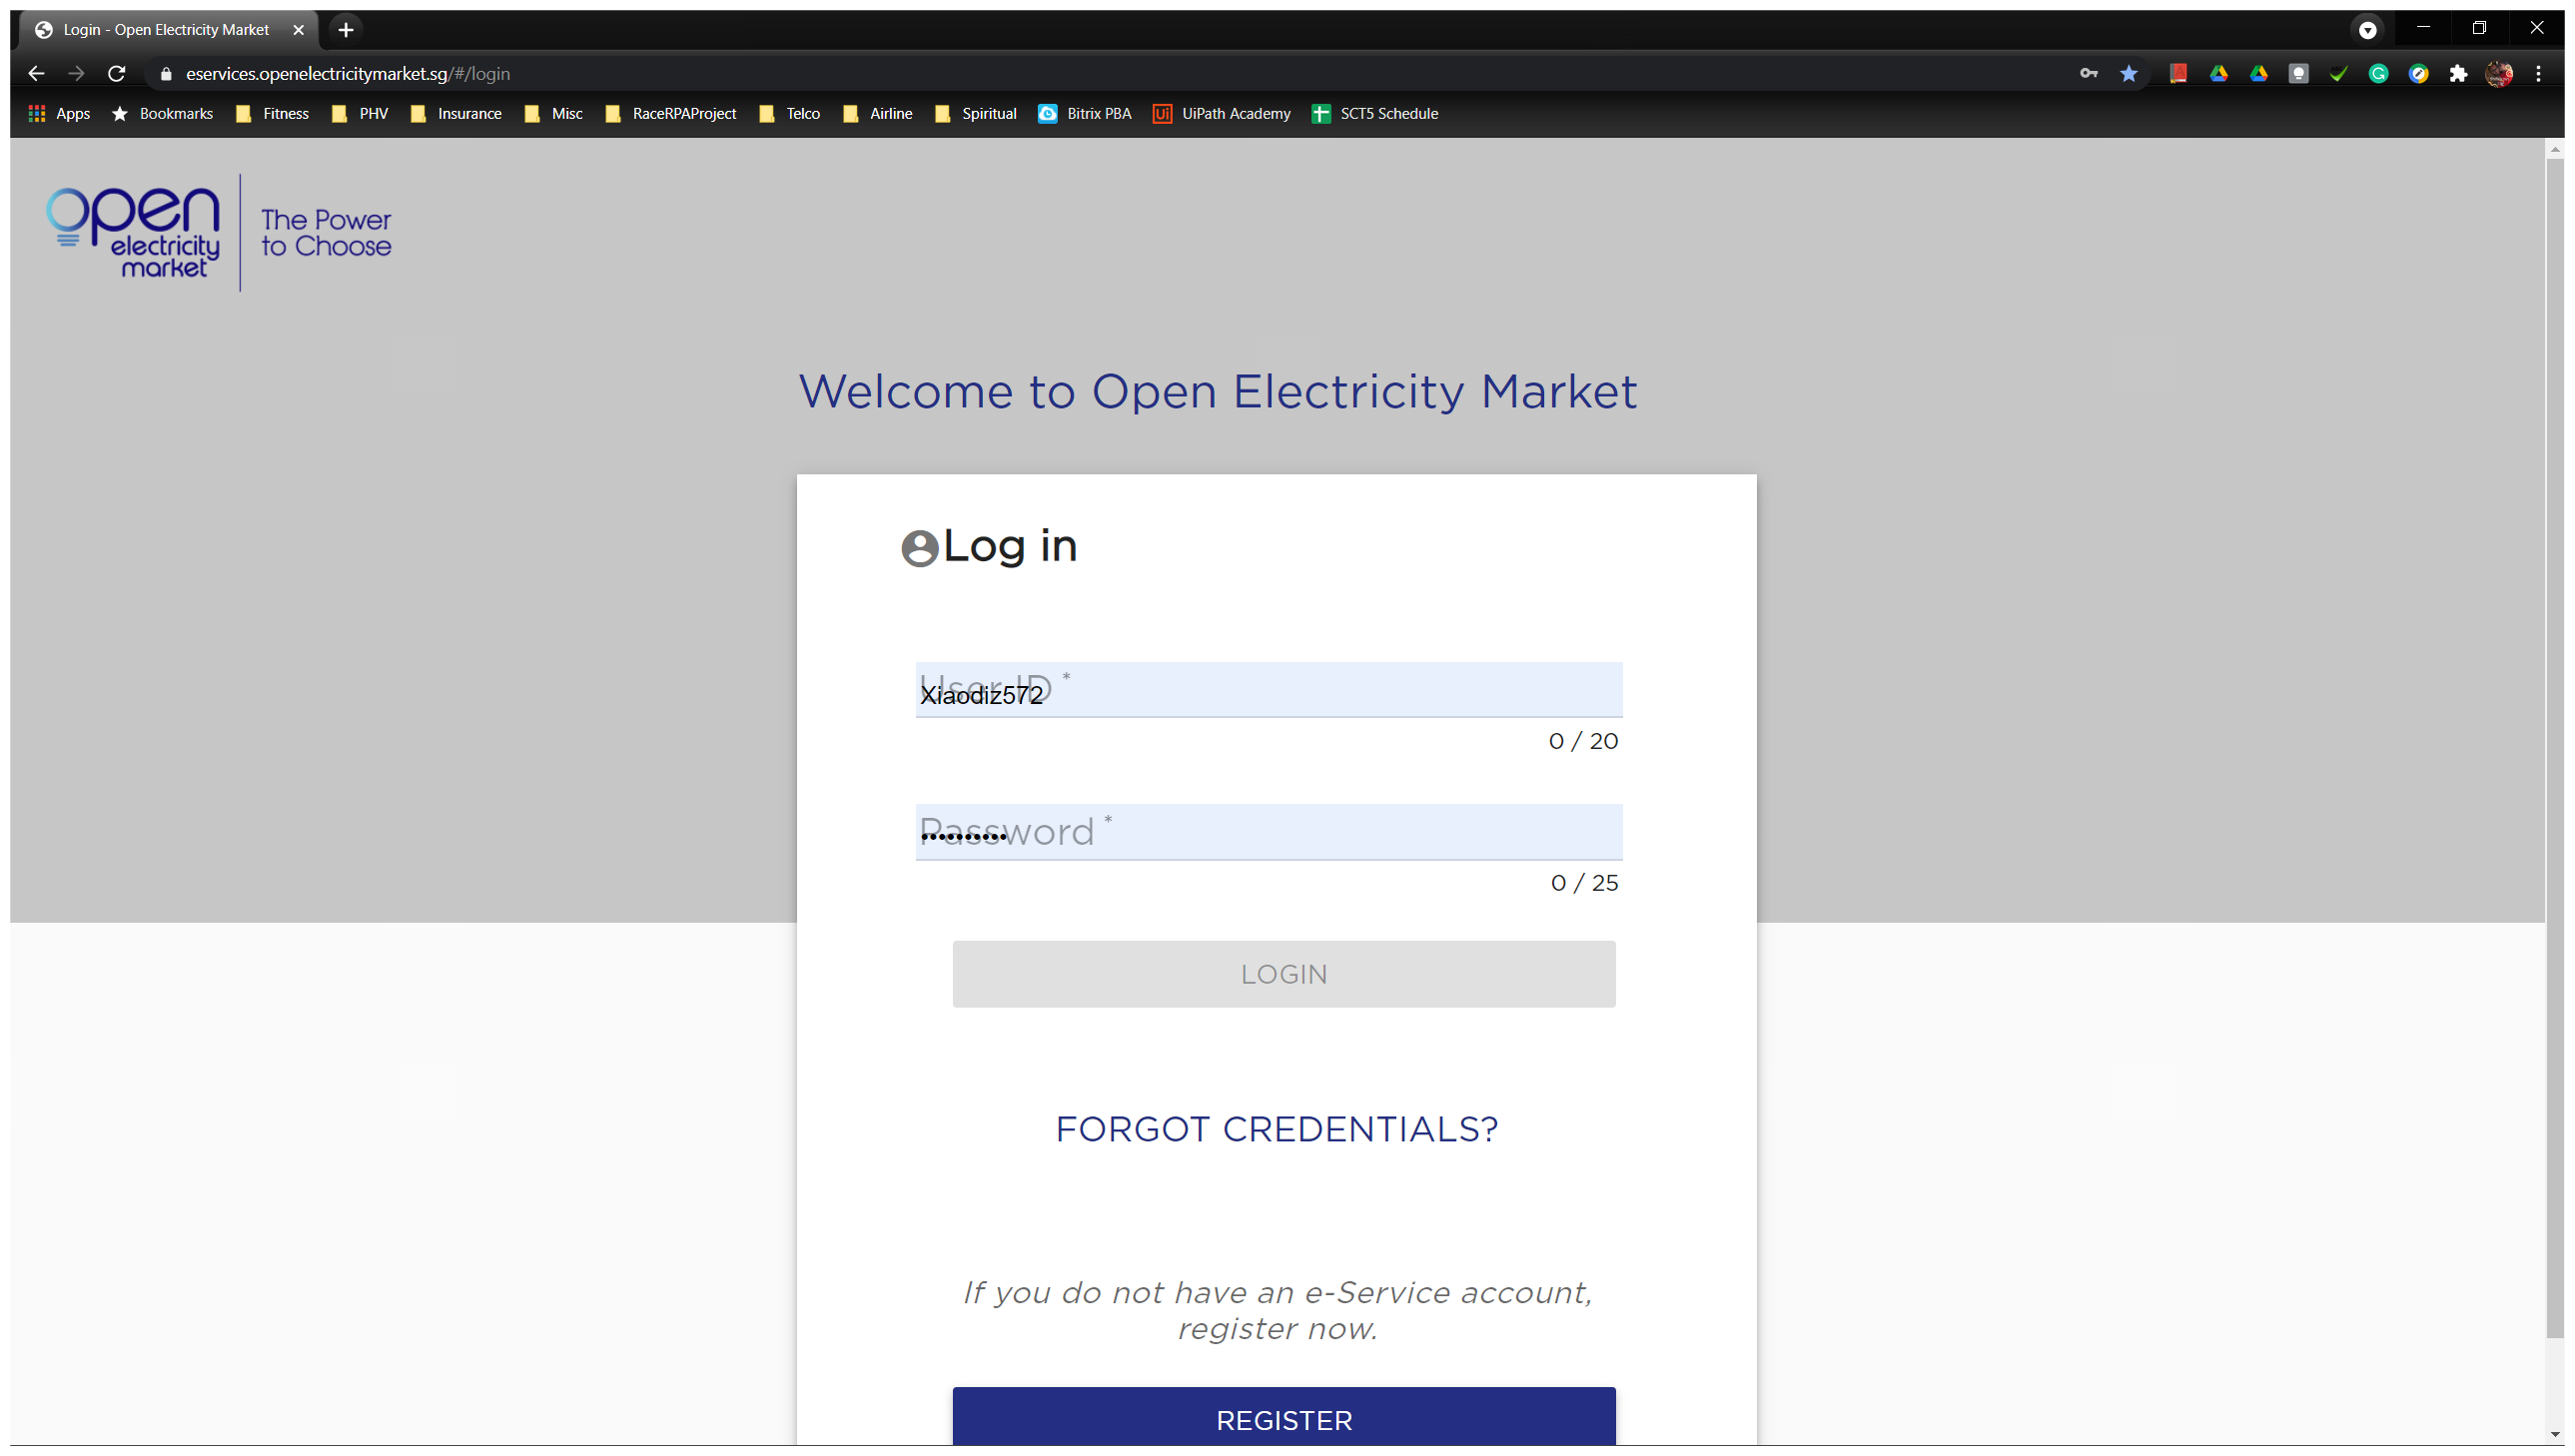 Login - Open Electricity Market
eservices.openelectricitymarket.sg/#/login
Apps Bookmarks Fitness PHV Insurance Misc RaceRPAProject Telco Airline Spiritual Bitrix PBA Ui UiPath Academy SCT5 Schedule
open
electricity
market
The Power
to Choose
Welcome to Open Electricity Market
Log in
User ID *
Xiaodiz572
0 / 20
Password *
••••••••••
0 / 25
LOGIN
FORGOT CREDENTIALS?
If you do not have an e-Service account,
register now.
REGISTER